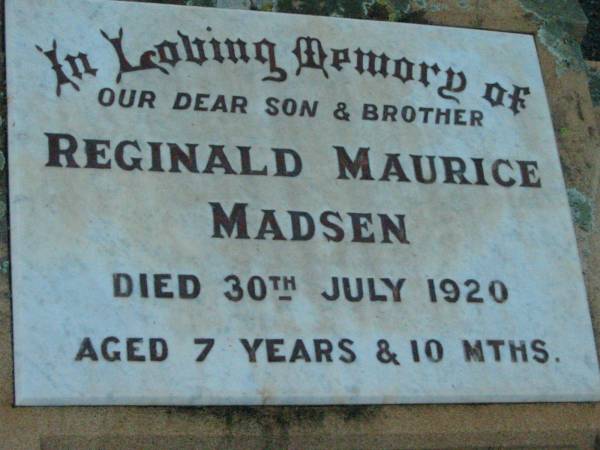 In Loving Memory of
OUR DEAR SON & BROTHER
REGINALD MAURICE
MADSEN
DIED 30TH JULY 1920
AGED 7 YEARS & 10 MTHS.